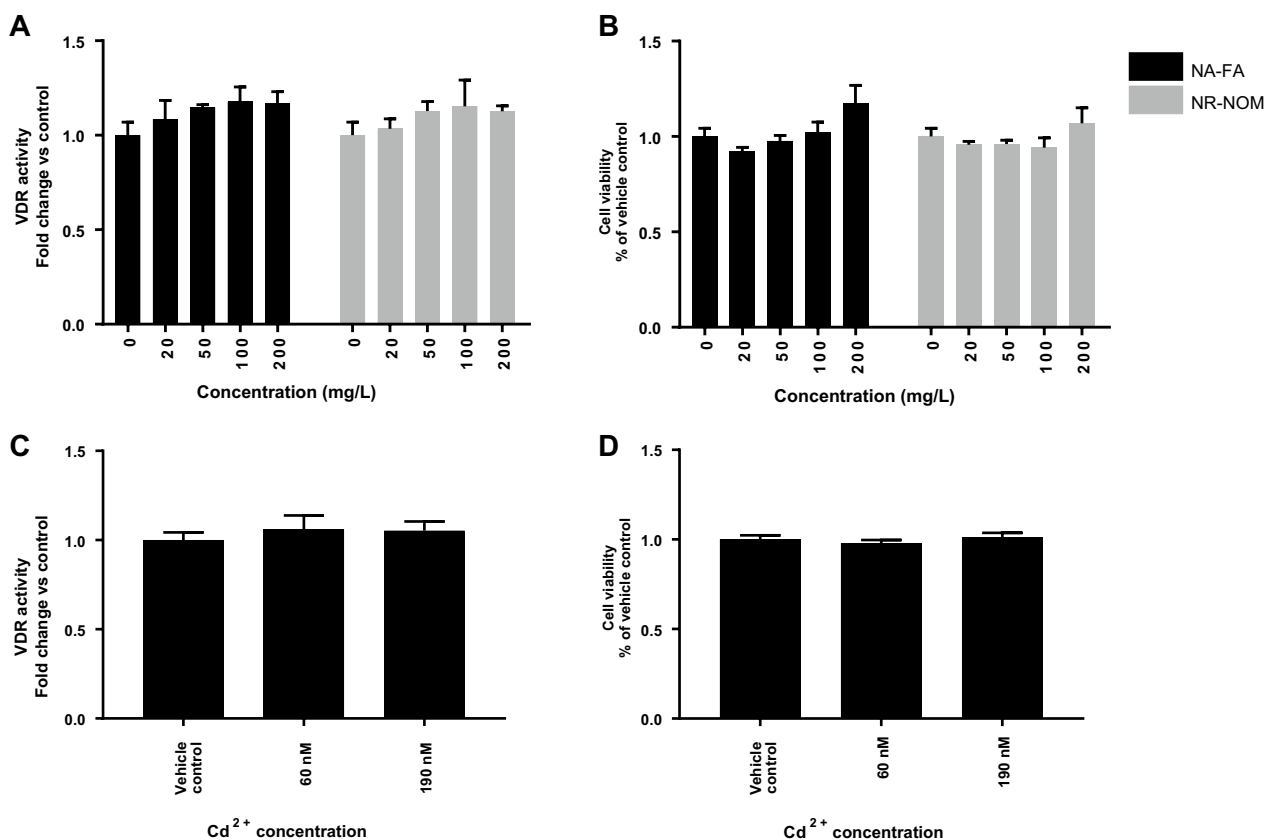 A
VDR activity
Fold change vs control
1.5
1.0
0.5
0.0
0
20
50
100
200
0
20
50
100
200
Concentration (mg/L)
B
Cell viability
% of vehicle control
1.5
1.0
0.5
0.0
0
20
50
100
200
0
20
50
100
200
Concentration (mg/L)
NA-FA
NR-NOM
C
VDR activity
Fold change vs control
1.5
1.0
0.5
0.0
Vehicle
control
60 nM
190 nM
Cd2+ concentration
D
Cell viability
% of vehicle control
1.5
1.0
0.5
0.0
Vehicle
control
60 nM
190 nM
Cd2+ concentration